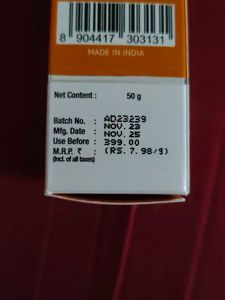 8 904417 303131
MADE IN INDIA
Net Content : 50 g
Batch No. : AD23239
Mfg. Date : NOV.23
Use Before : NOV.25
M.R.P. ₹ : 399.00
(Incl. of all taxes) (RS. 7.98/g)